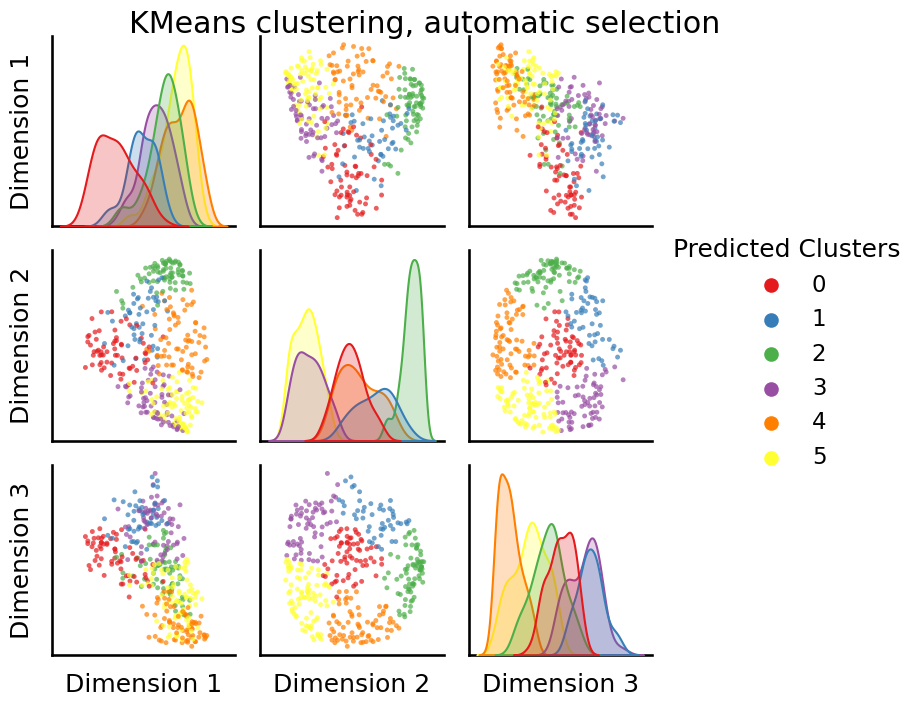 KMeans clustering, automatic selection
Dimension 1
Dimension 2
Dimension 3
Predicted Clusters
0
1
2
3
4
5
Dimension 1
Dimension 2
Dimension 3